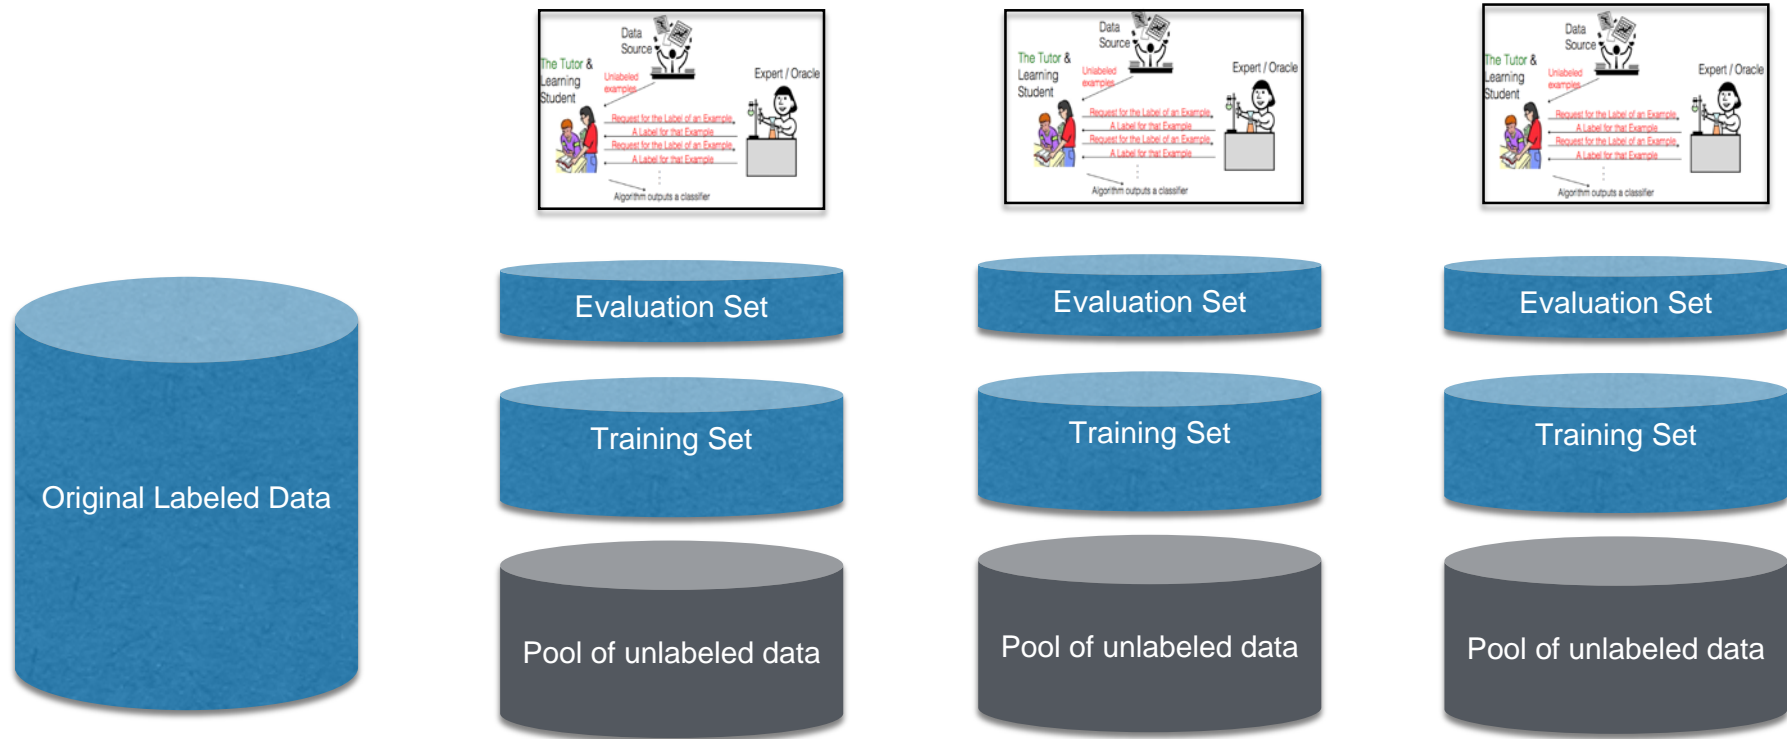 Data
Source
The Tutor &
Learning
Student
Unlabeled
examples
Expert / Oracle
Request for the Label of an Example
A Label for that Example
Request for the Label of an Example
A Label for that Example
Algorithm outputs a classifier
Data
Source
The Tutor &
Learning
Student
Unlabeled
examples
Expert / Oracle
Request for the Label of an Example
A Label for that Example
Request for the Label of an Example
A Label for that Example
Algorithm outputs a classifier
Data
Source
The Tutor &
Learning
Student
Unlabeled
examples
Expert / Oracle
Request for the Label of an Example
A Label for that Example
Request for the Label of an Example
A Label for that Example
Algorithm outputs a classifier
Original Labeled Data
Evaluation Set
Training Set
Pool of unlabeled data
Evaluation Set
Training Set
Pool of unlabeled data
Evaluation Set
Training Set
Pool of unlabeled data